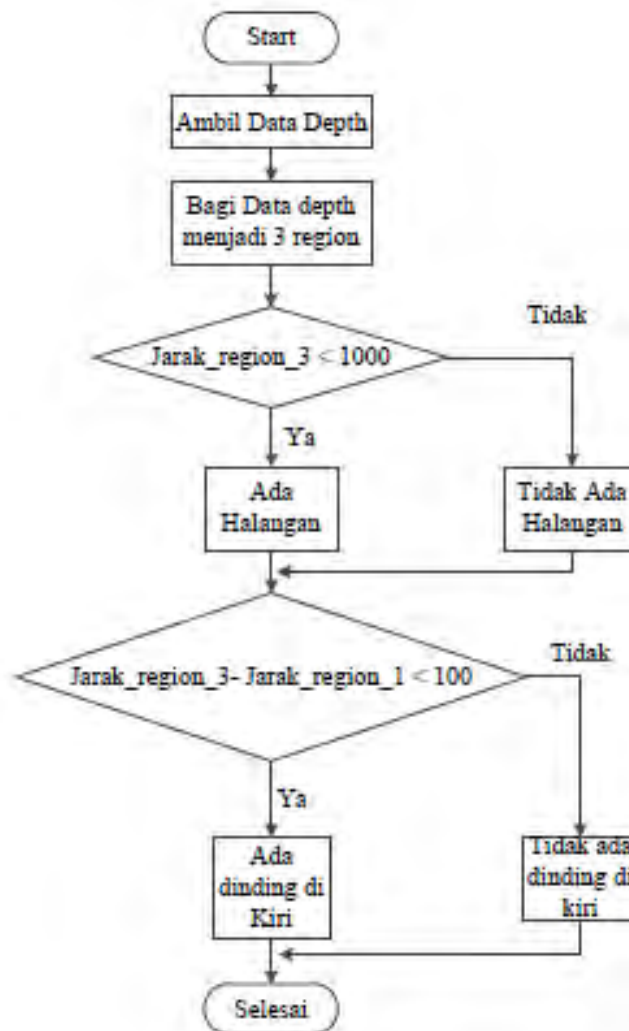 Start
Ambil Data Depth
Bagi Data depth
menjadi 3 region
Tidak
Jarak_region_3 < 1000
Ya
Ada
Halangan
Tidak Ada
Halangan
Tidak
Jarak_region_3- Jarak_region_1 < 100
Ya
Ada
dinding di
Kiri
Tidak ada
dinding di
kiri
Selesai